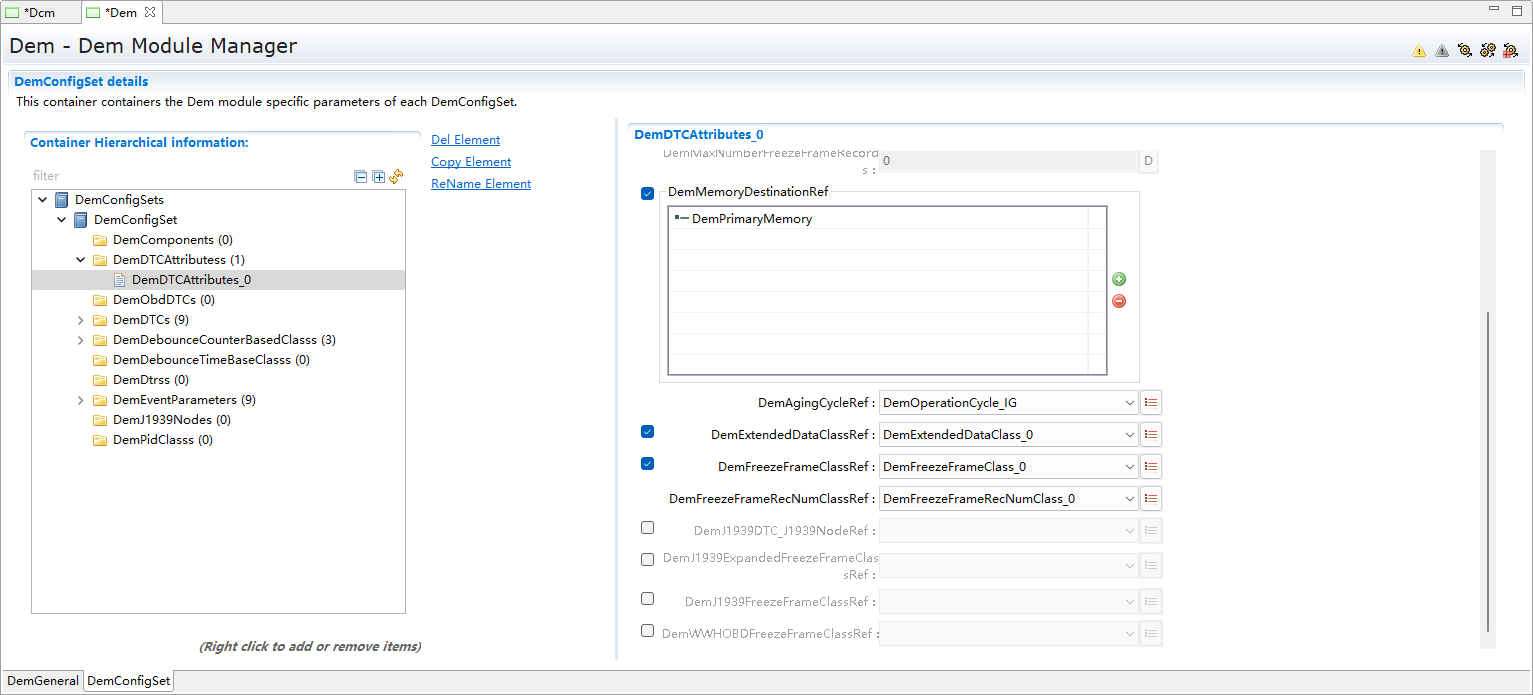 *Dcm
*Dem
Dem - Dem Module Manager
DemConfigSet details
This container containers the Dem module specific parameters of each DemConfigSet.
Container Hierarchical information:
filter
DemConfigSets
DemConfigSet
DemComponents (0)
DemDTCAttributess (1)
DemDTCAttributes_0
DemObdDTCs (0)
DemDTCs (9)
DemDebounceCounterBasedClasss (3)
DemDebounceTimeBaseClasss (0)
DemDtrss (0)
DemEventParameters (9)
DemJ1939Nodes (0)
DemPidClasss (0)
(Right click to add or remove items)
Del Element
Copy Element
ReName Element
DemDTCAttributes_0
DemMaxNumberFreezeFrameRecord
s : 0 D
DemMemoryDestinationRef
DemPrimaryMemory
DemAgingCycleRef : DemOperationCycle_IG
DemExtendedDataClassRef : DemExtendedDataClass_0
DemFreezeFrameClassRef : DemFreezeFrameClass_0
DemFreezeFrameRecNumClassRef : DemFreezeFrameRecNumClass_0
DemJ1939DTC_J1939NodeRef :
DemJ1939ExpandedFreezeFrameClas
sRef :
DemJ1939FreezeFrameClassRef :
DemWWHOBDFreezeFrameClassRef :
DemGeneral DemConfigSet